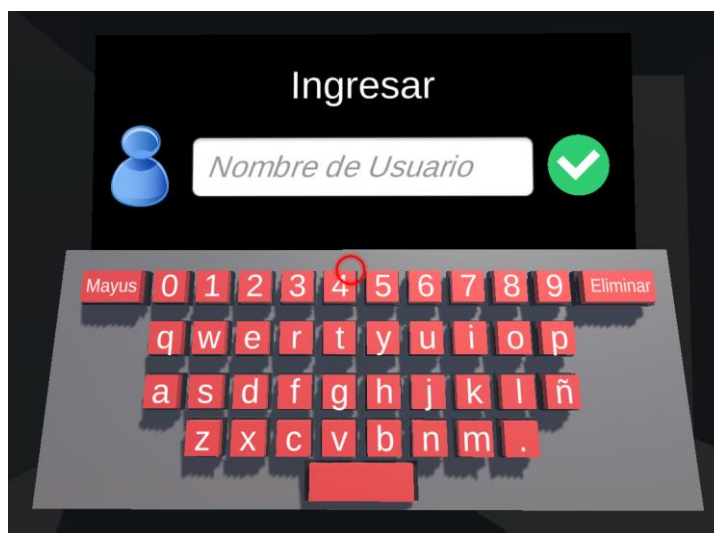 Ingresar
Nombre de Usuario
Mayus 0 1 2 3 4 5 6 7 8 9 Eliminar
q w e r t y u i o p
a s d f g h j k l ñ
z x c v b n m .